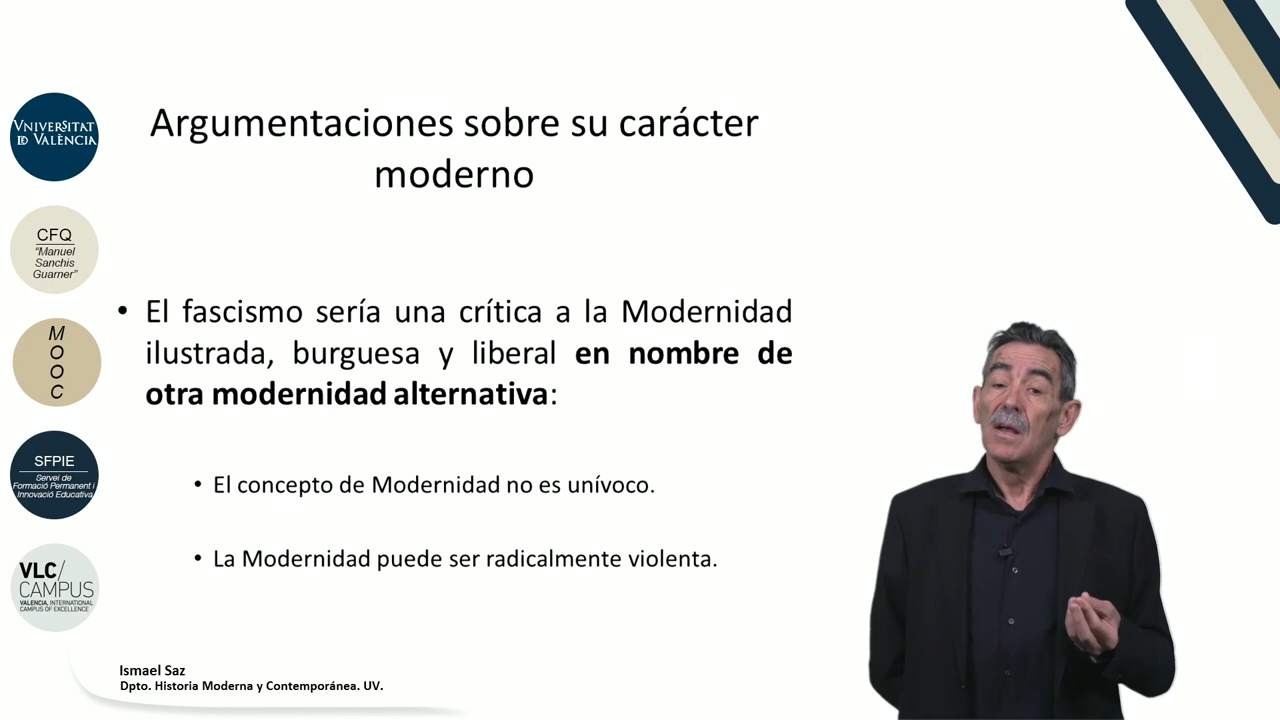 Argumentaciones sobre su carácter
moderno
VNIVERSITAT
ID VALÈNCIA
CFQ
“Manuel
Sanchis
Guarner”
M
O
O
C
SFPIE
Servei de
Formació Permanent i
Innovació Educativa
VLC/
CAMPUS
VALENCIA, INTERNATIONAL
CAMPUS OF EXCELLENCE
• El fascismo sería una crítica a la Modernidad
ilustrada, burguesa y liberal en nombre de
otra modernidad alternativa:
• El concepto de Modernidad no es unívoco.
• La Modernidad puede ser radicalmente violenta.
Ismael Saz
Dpto. Historia Moderna y Contemporánea. UV.